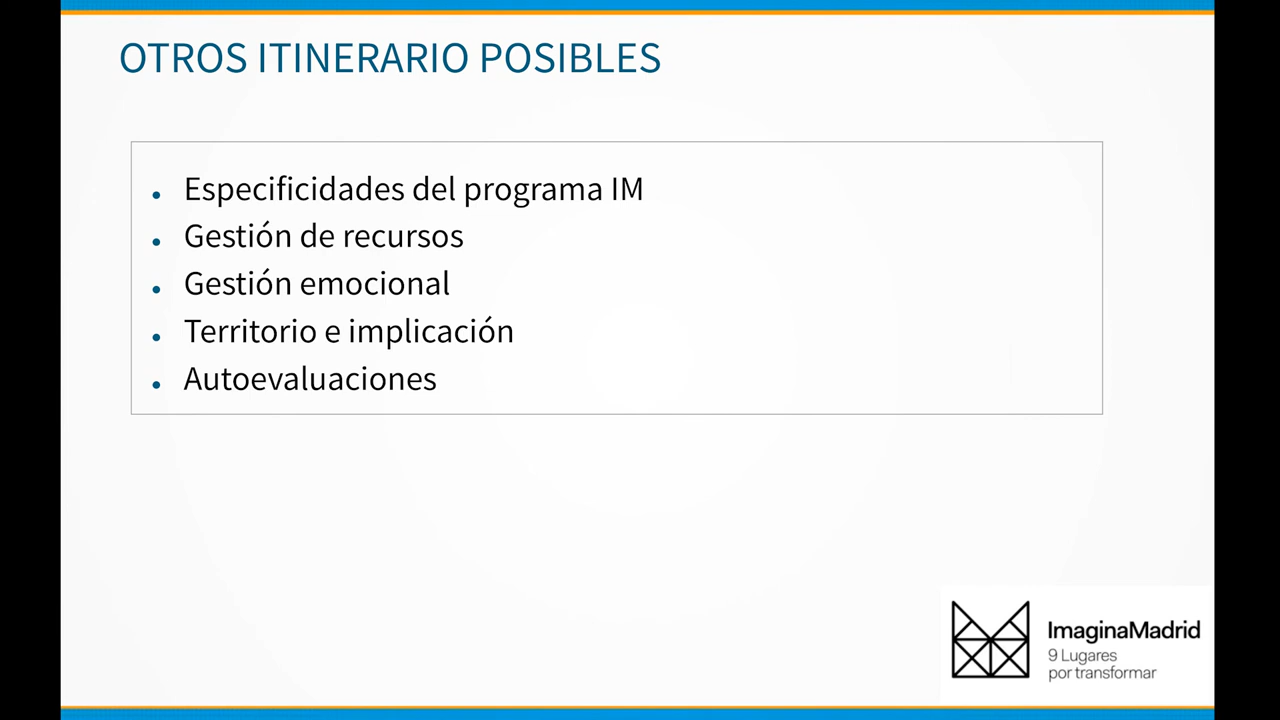 OTROS ITINERARIO POSIBLES
Especificidades del programa IM
Gestión de recursos
Gestión emocional
Territorio e implicación
Autoevaluaciones
ImaginaMadrid
9 Lugares
por transformar